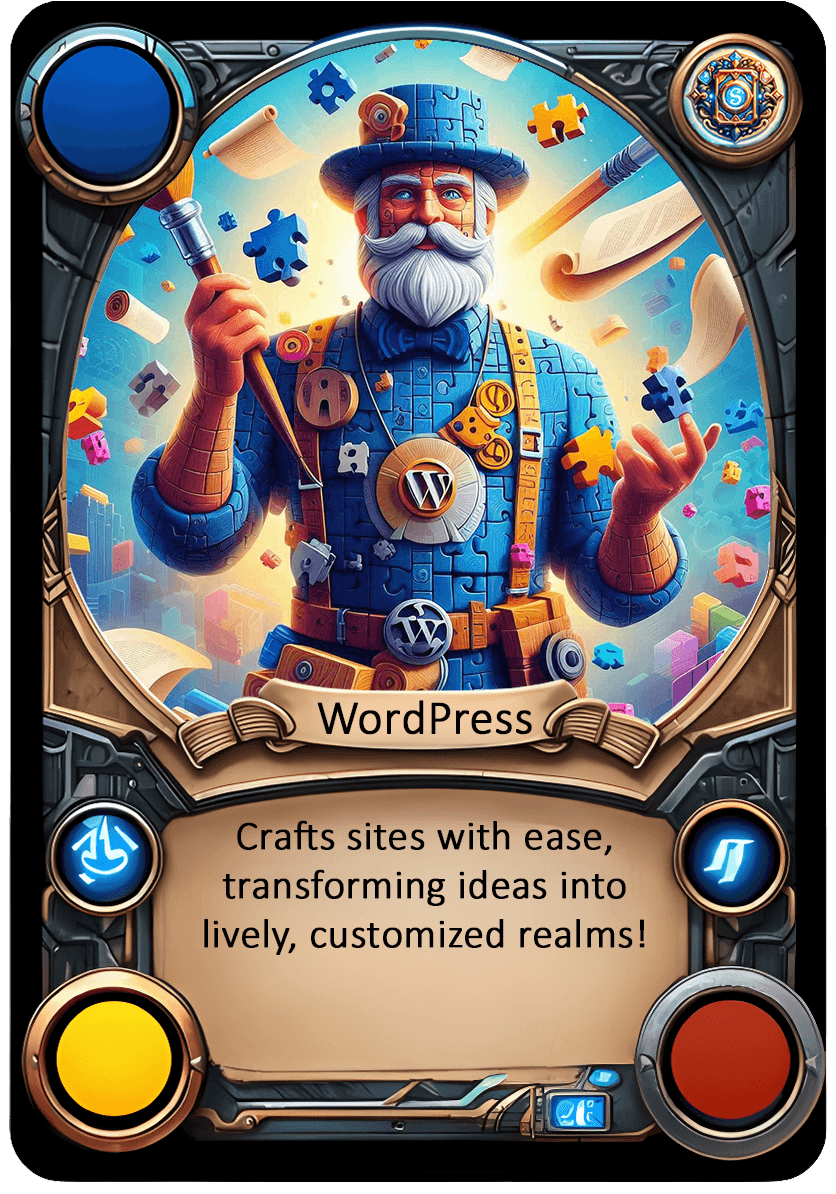 W
W
WordPress
Crafts sites with ease,
transforming ideas into
lively, customized realms!